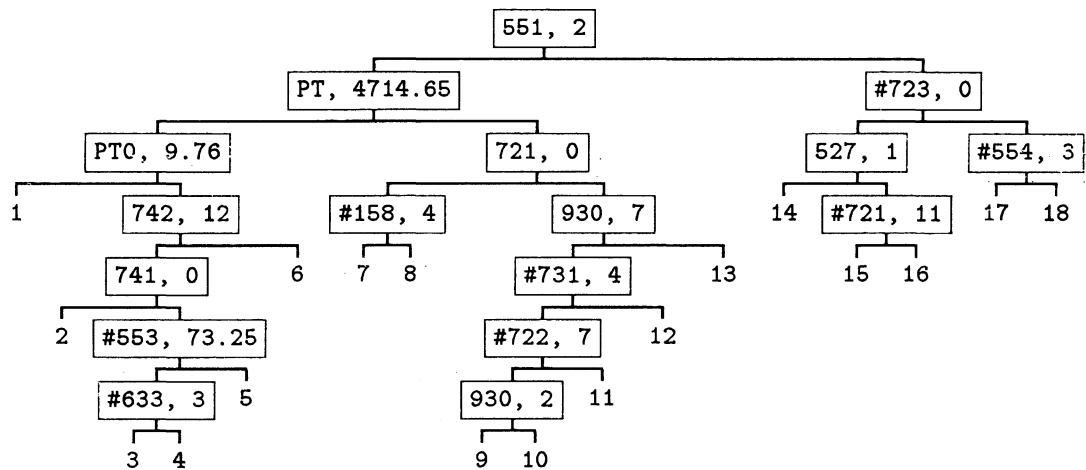 551, 2
PT, 4714.65 #723, 0
PTO, 9.76 721, 0 527, 1 #554, 3
1 742, 12 #158, 4 930, 7 14 #721, 11 17 18
741, 0 6 7 8 #731, 4 13 15 16
2 #553, 73.25 #722, 7 12
#633, 3 5 930, 2 11
3 4 9 10